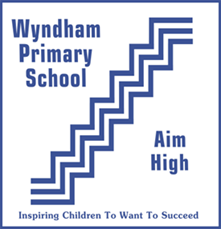 Wyndham
Primary
School
Aim
High
Inspiring Children To Want To Succeed